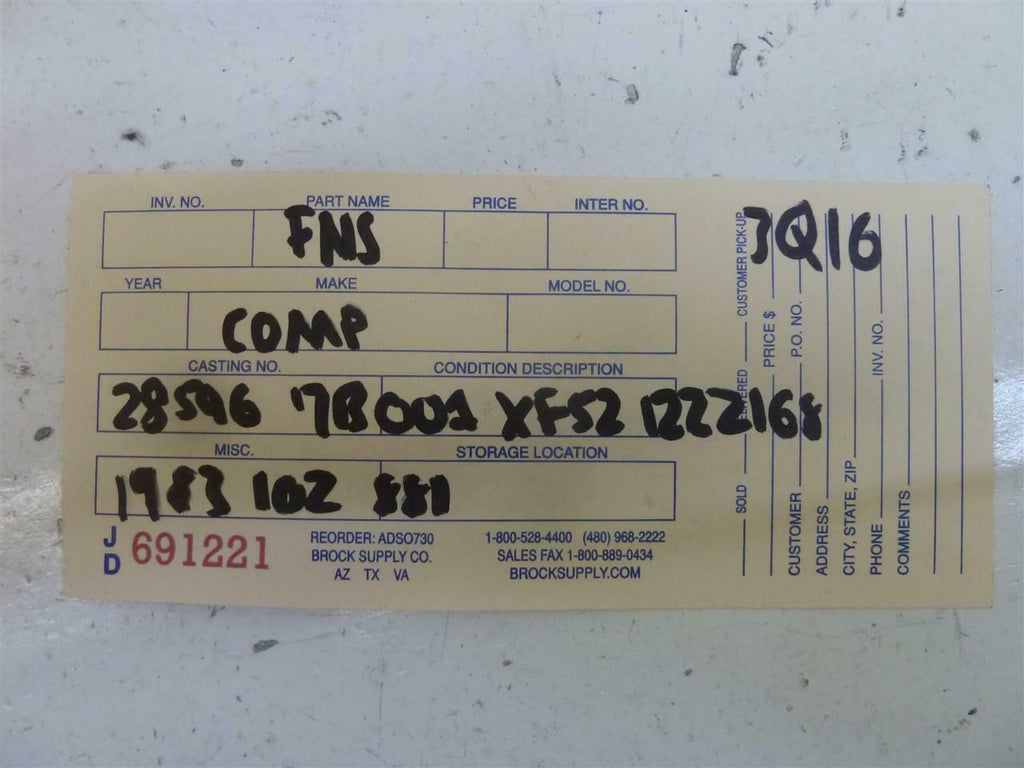 INV. NO. PART NAME PRICE INTER NO.
FNS
YEAR MAKE MODEL NO.
COMP
CASTING NO. CONDITION DESCRIPTION
28596 7B001 XF52 1222168
MISC. STORAGE LOCATION
1983 102 881
JD 691221
REORDER: ADSO730
BROCK SUPPLY CO.
AZ TX VA
1-800-528-4400 (480) 968-2222
SALES FAX 1-800-889-0434
BROCKSUPPLY.COM
JQ16
SOLD DELIVERED CUSTOMER PICK-UP
PRICE $
CUSTOMER P.O. NO.
ADDRESS
CITY, STATE, ZIP
PHONE INV. NO.
COMMENTS